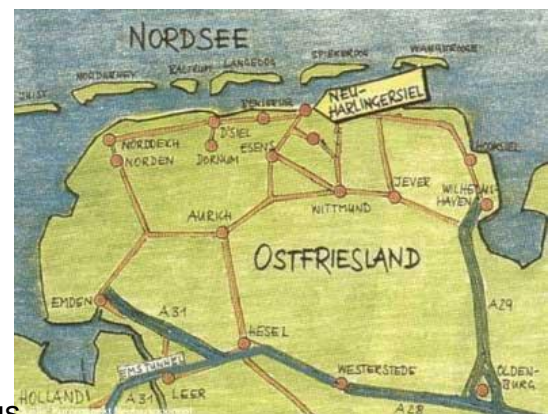 NORDSEE
JUIST
NORDERNEY
BALTRUM
LANGEOOG
SPIEKEROOG
WANGEROOGE
NEU-
HARLINGERSIEL
BENSERSIEL
D'SIEL
NORDDEICH
NORDEN
DORNUM
ESENS
HOOKSIEL
WILHELMS-
HAVEN
JEVER
WITTMUND
AURICH
OSTFRIESLAND
EMDEN
A31
A29
HESEL
EMSTUNNEL
WESTERSTEDE
OLDEN-
BURG
HOLLAND
A31
LEER
A28
us